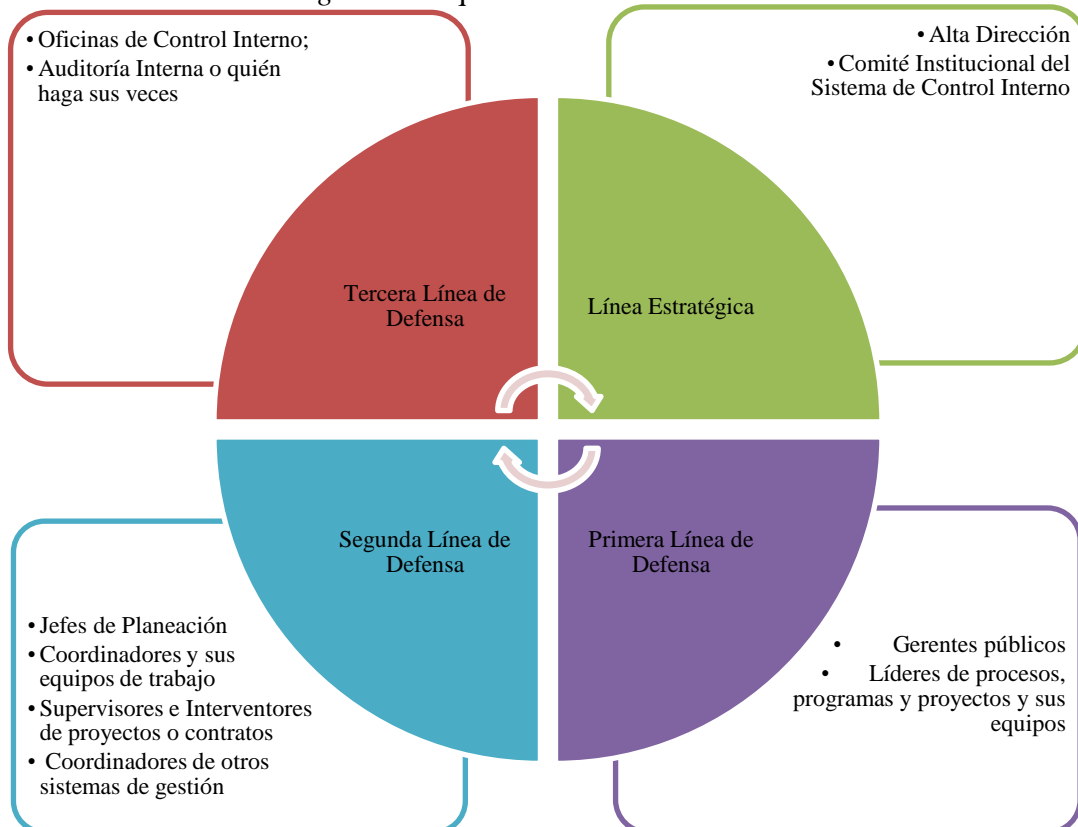 • Oficinas de Control Interno;
• Auditoría Interna o quién
haga sus veces
• Alta Dirección
• Comité Institucional del
Sistema de Control Interno
Tercera Línea de
Defensa
Línea Estratégica
Segunda Línea de
Defensa
Primera Línea de
Defensa
• Jefes de Planeación
• Coordinadores y sus
equipos de trabajo
• Supervisores e Interventores
de proyectos o contratos
• Coordinadores de otros
sistemas de gestión
• Gerentes públicos
• Líderes de procesos,
programas y proyectos y sus
equipos